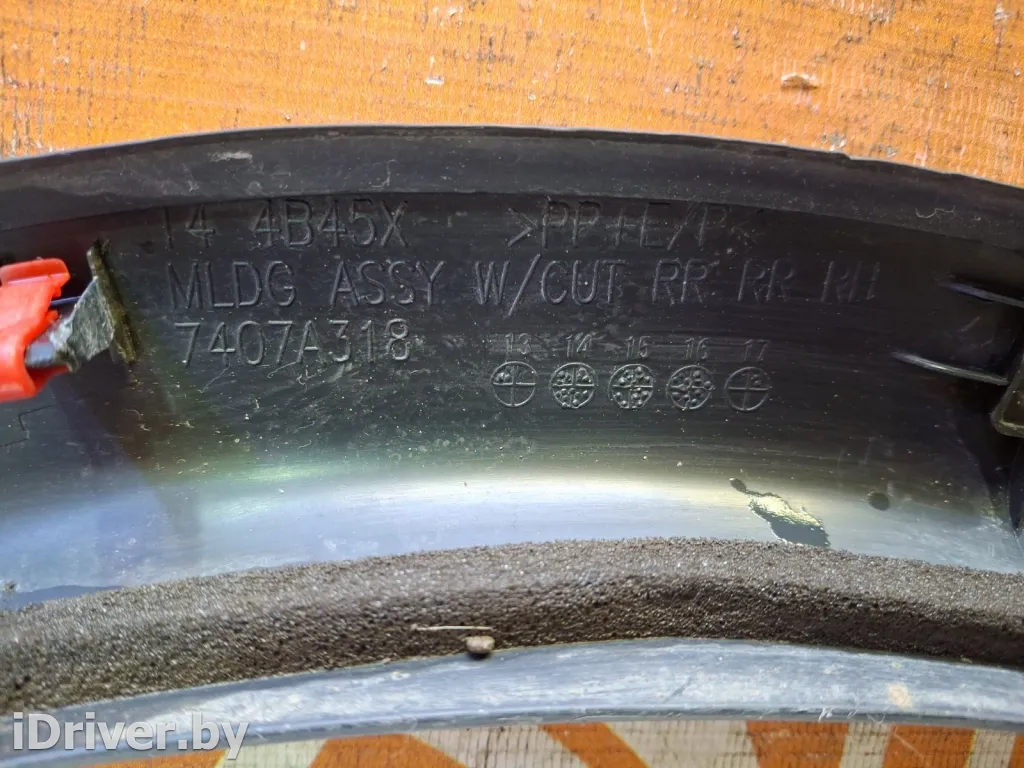 14 4B45X >PP+E/P<
MLDG ASSY W/CUT RR RR RH
7407A318
13 14 15 16 17
iDriver.by